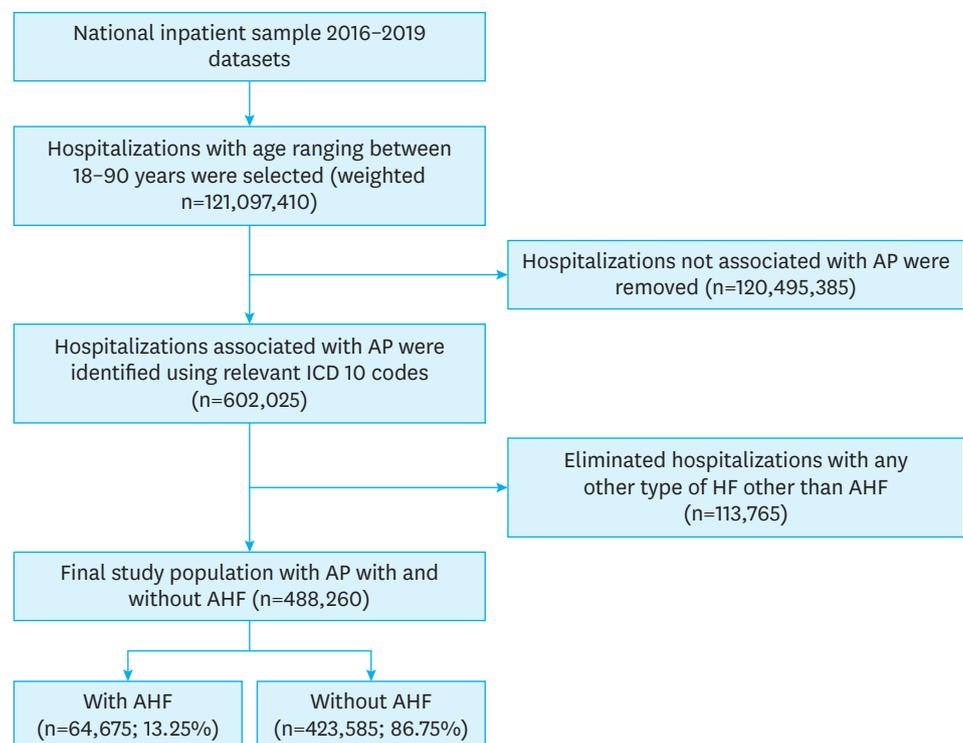 National inpatient sample 2016–2019
datasets
Hospitalizations with age ranging between
18–90 years were selected (weighted
n=121,097,410)
Hospitalizations not associated with AP were
removed (n=120,495,385)
Hospitalizations associated with AP were
identified using relevant ICD 10 codes
(n=602,025)
Eliminated hospitalizations with any
other type of HF other than AHF
(n=113,765)
Final study population with AP with and
without AHF (n=488,260)
With AHF
(n=64,675; 13.25%)
Without AHF
(n=423,585; 86.75%)